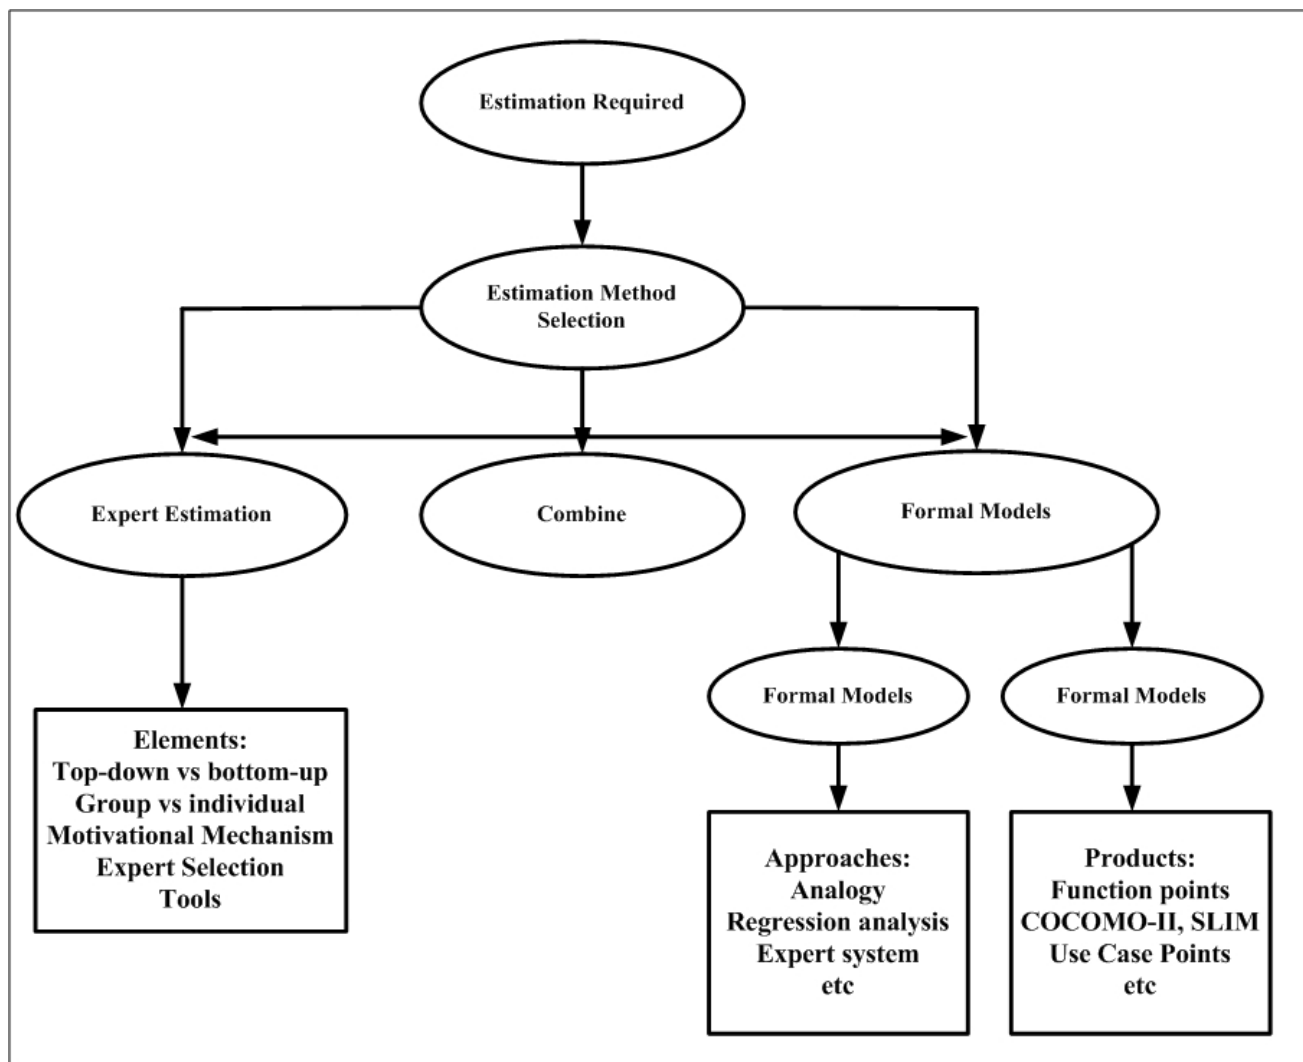 Estimation Required
Estimation Method
Selection
Expert Estimation
Combine
Formal Models
Formal Models
Formal Models
Elements:
Top-down vs bottom-up
Group vs individual
Motivational Mechanism
Expert Selection
Tools
Approaches:
Analogy
Regression analysis
Expert system
etc
Products:
Function points
COCOMO-II, SLIM
Use Case Points
etc